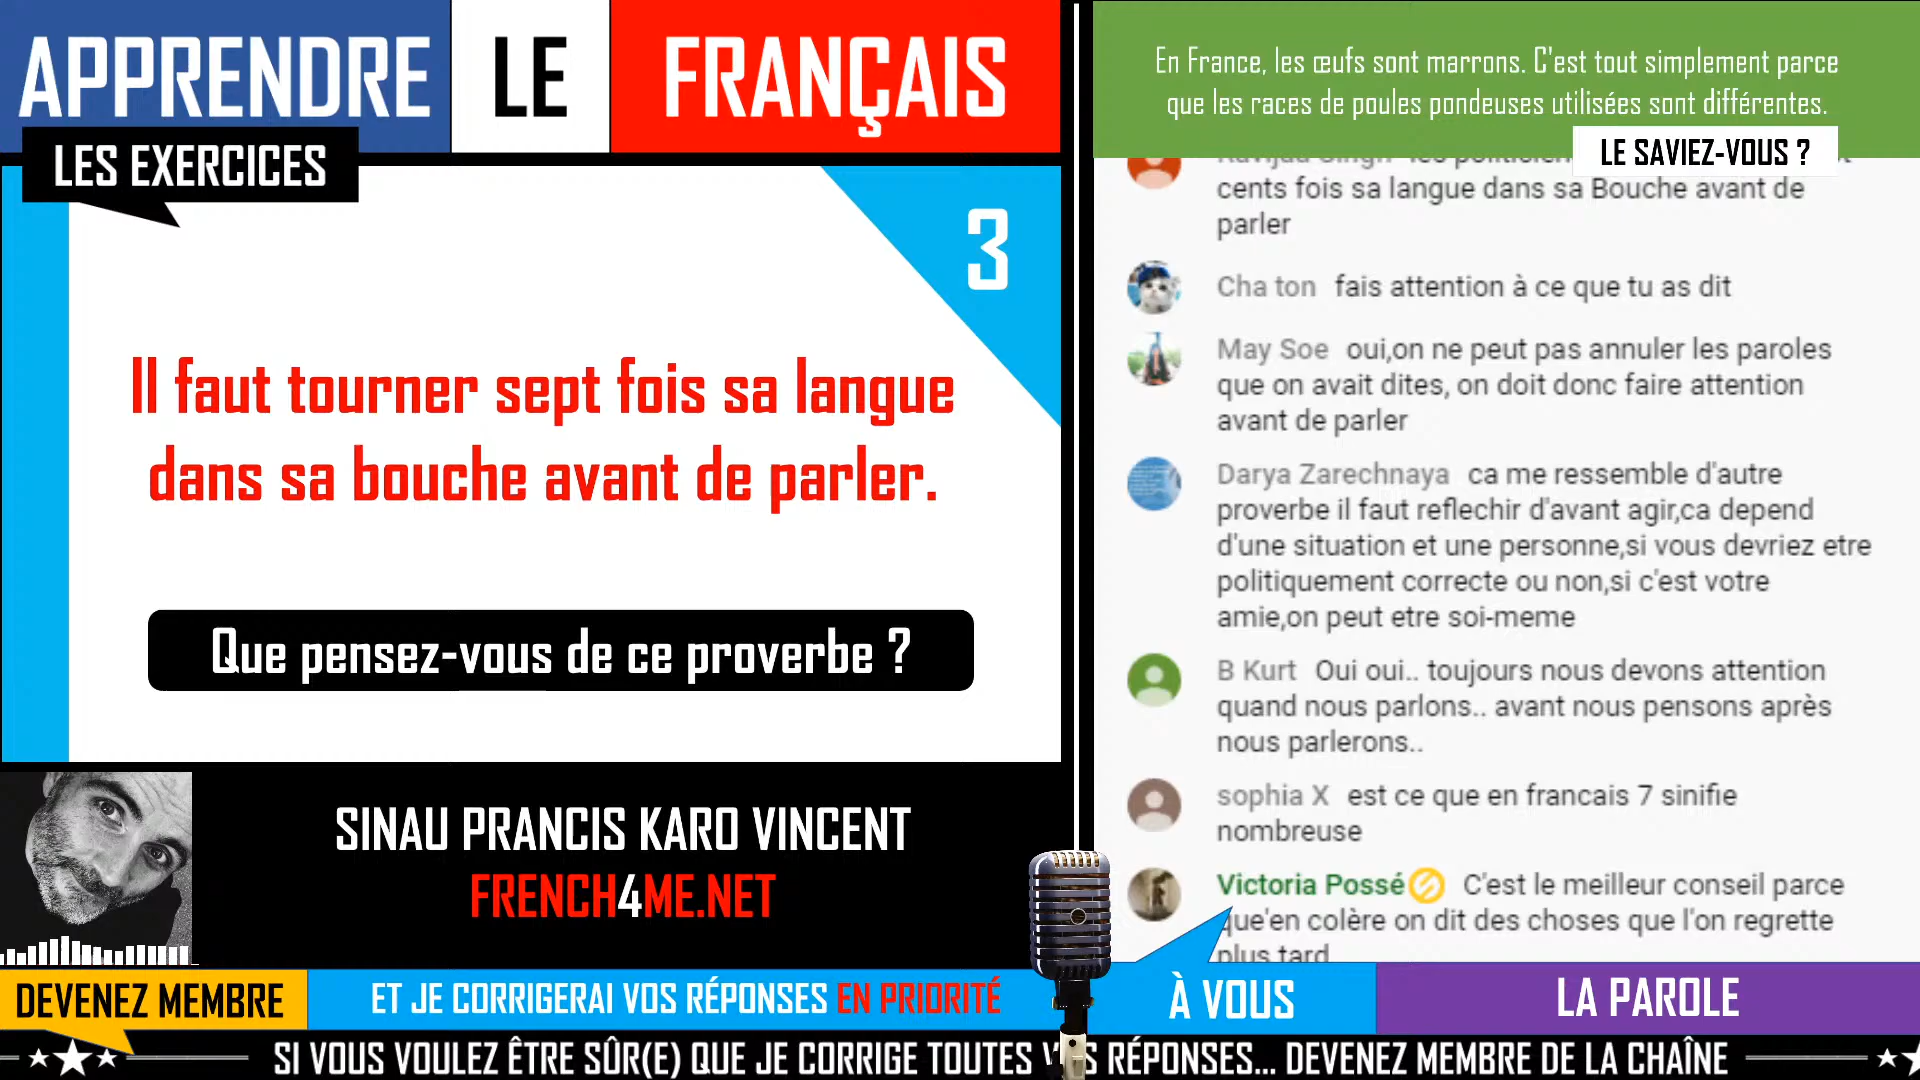 APPRENDRE LE FRANÇAIS
LES EXERCICES
3
Il faut tourner sept fois sa langue
dans sa bouche avant de parler.
Que pensez-vous de ce proverbe ?
SINAU PRANCIS KARO VINCENT
FRENCH4ME.NET
En France, les œufs sont marrons. C'est tout simplement parce
que les races de poules pondeuses utilisées sont différentes.
LE SAVIEZ-VOUS ?
cents fois sa langue dans sa Bouche avant de
parler
Cha ton fais attention à ce que tu as dit
May Soe oui,on ne peut pas annuler les paroles
que on avait dites, on doit donc faire attention
avant de parler
Darya Zarechnaya ca me ressemble d'autre
proverbe il faut reflechir d'avant agir,ca depend
d'une situation et une personne,si vous devriez etre
politiquement correcte ou non,si c'est votre
amie,on peut etre soi-meme
B Kurt Oui oui.. toujours nous devons attention
quand nous parlons.. avant nous pensons après
nous parlerons..
sophia X est ce que en francais 7 sinifie
nombreuse
Victoria Possé C'est le meilleur conseil parce
que'en colère on dit des choses que l'on regrette
plus tard
DEVENEZ MEMBRE
ET JE CORRIGERAI VOS RÉPONSES EN PRIORITÉ
À VOUS
LA PAROLE
SI VOUS VOULEZ ÊTRE SÛR(E) QUE JE CORRIGE TOUTES RÉPONSES... DEVENEZ MEMBRE DE LA CHAÎNE